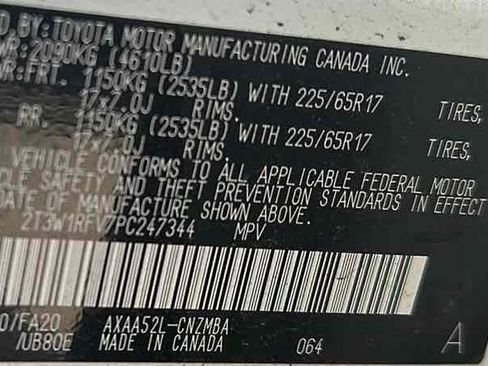 D. BY: TOYOTA MOTOR MANUFACTURING CANADA INC.
WR: 2090KG (4610LB)
WR: FRT. 1150KG (2535LB) WITH 225/65R17 TIRES,
17x7.0J RIMS.
RR. 1150KG (2535LB) WITH 225/65R17 TIRES,
17x7.0J RIMS.
VEHICLE CONFORMS TO ALL APPLICABLE FEDERAL MOTOR
LE SAFETY AND THEFT PREVENTION STANDARDS IN EFFECT
DATE OF MANUFACTURE SHOWN ABOVE.
2T3W1RFV7PC247344 MPV
0/FA20 AXAA52L-CNZMBA
/UB80E MADE IN CANADA 064 A